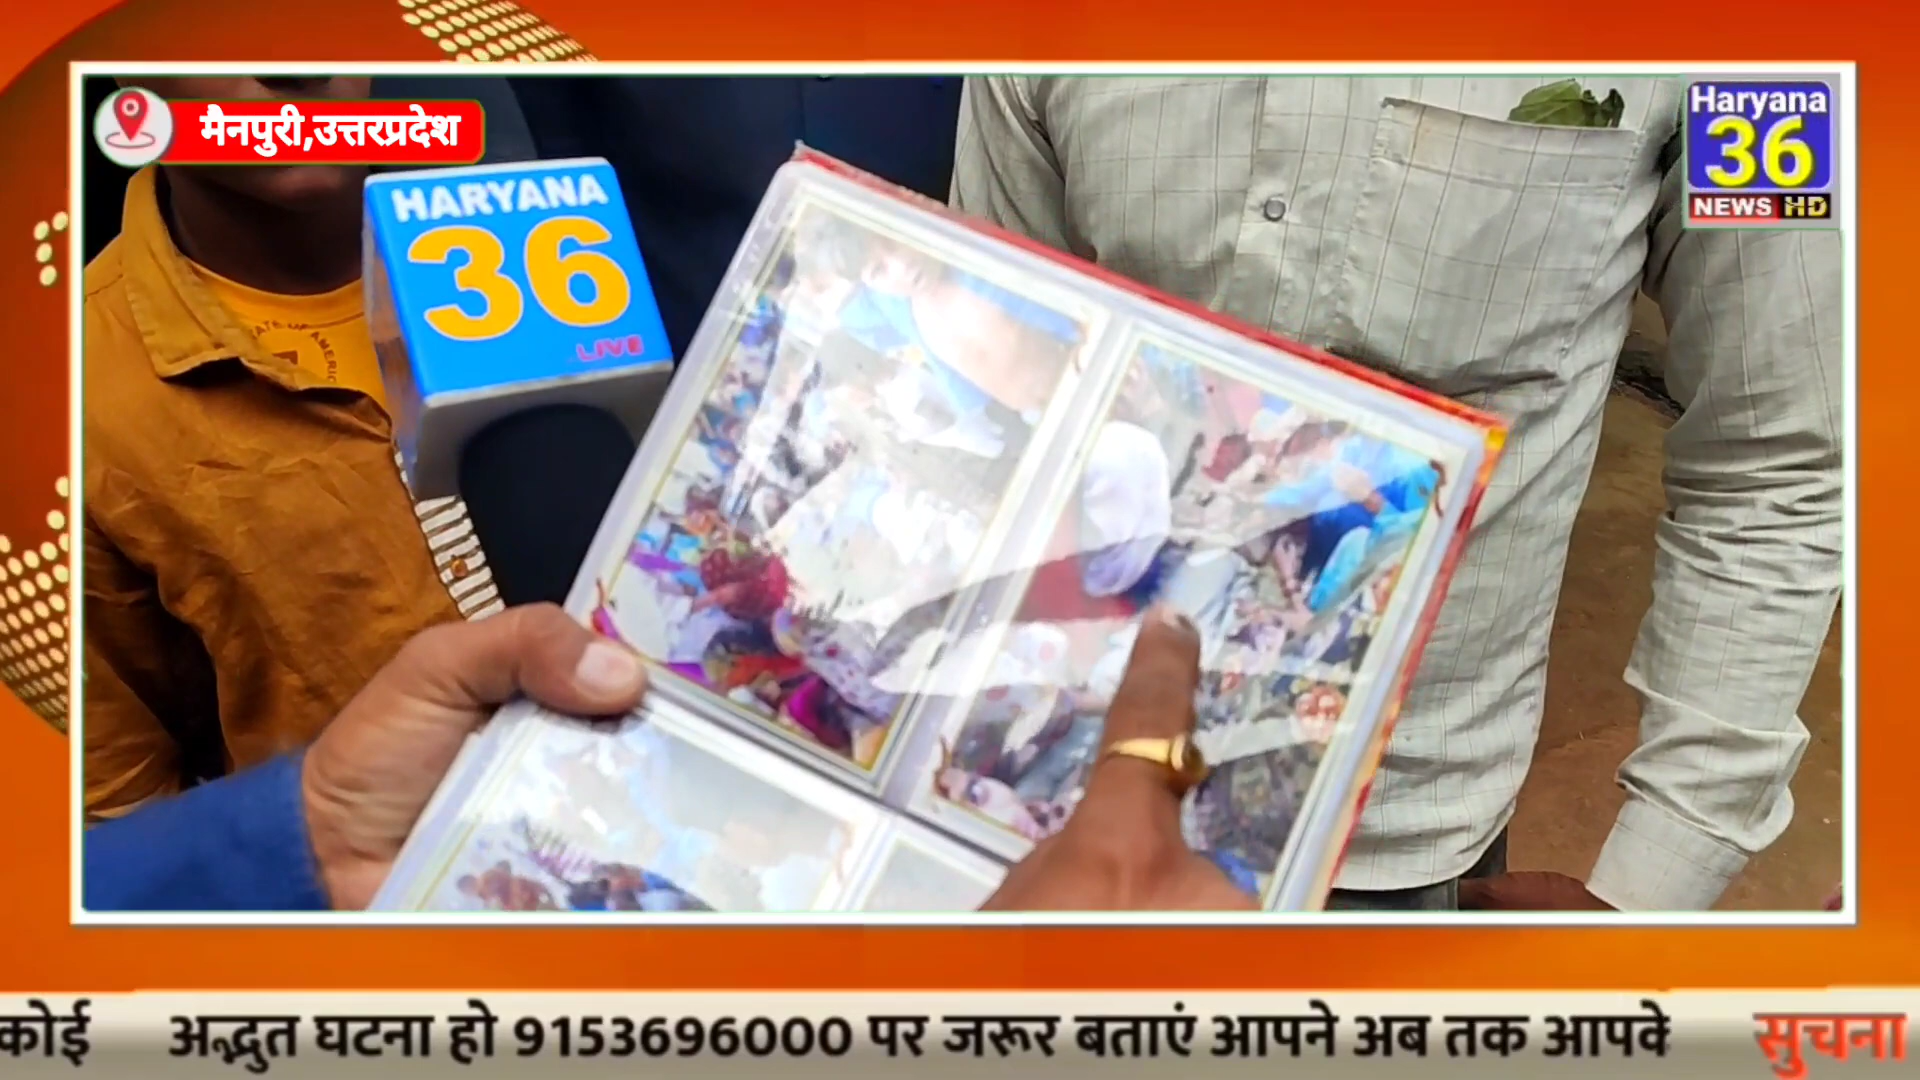 मैनपुरी,उत्तरप्रदेश
Haryana
36
NEWS HD
HARYANA
36
LIVE
कोई अद्भुत घटना हो 9153696000 पर जरूर बताएं आपने अब तक आपके
सुचना